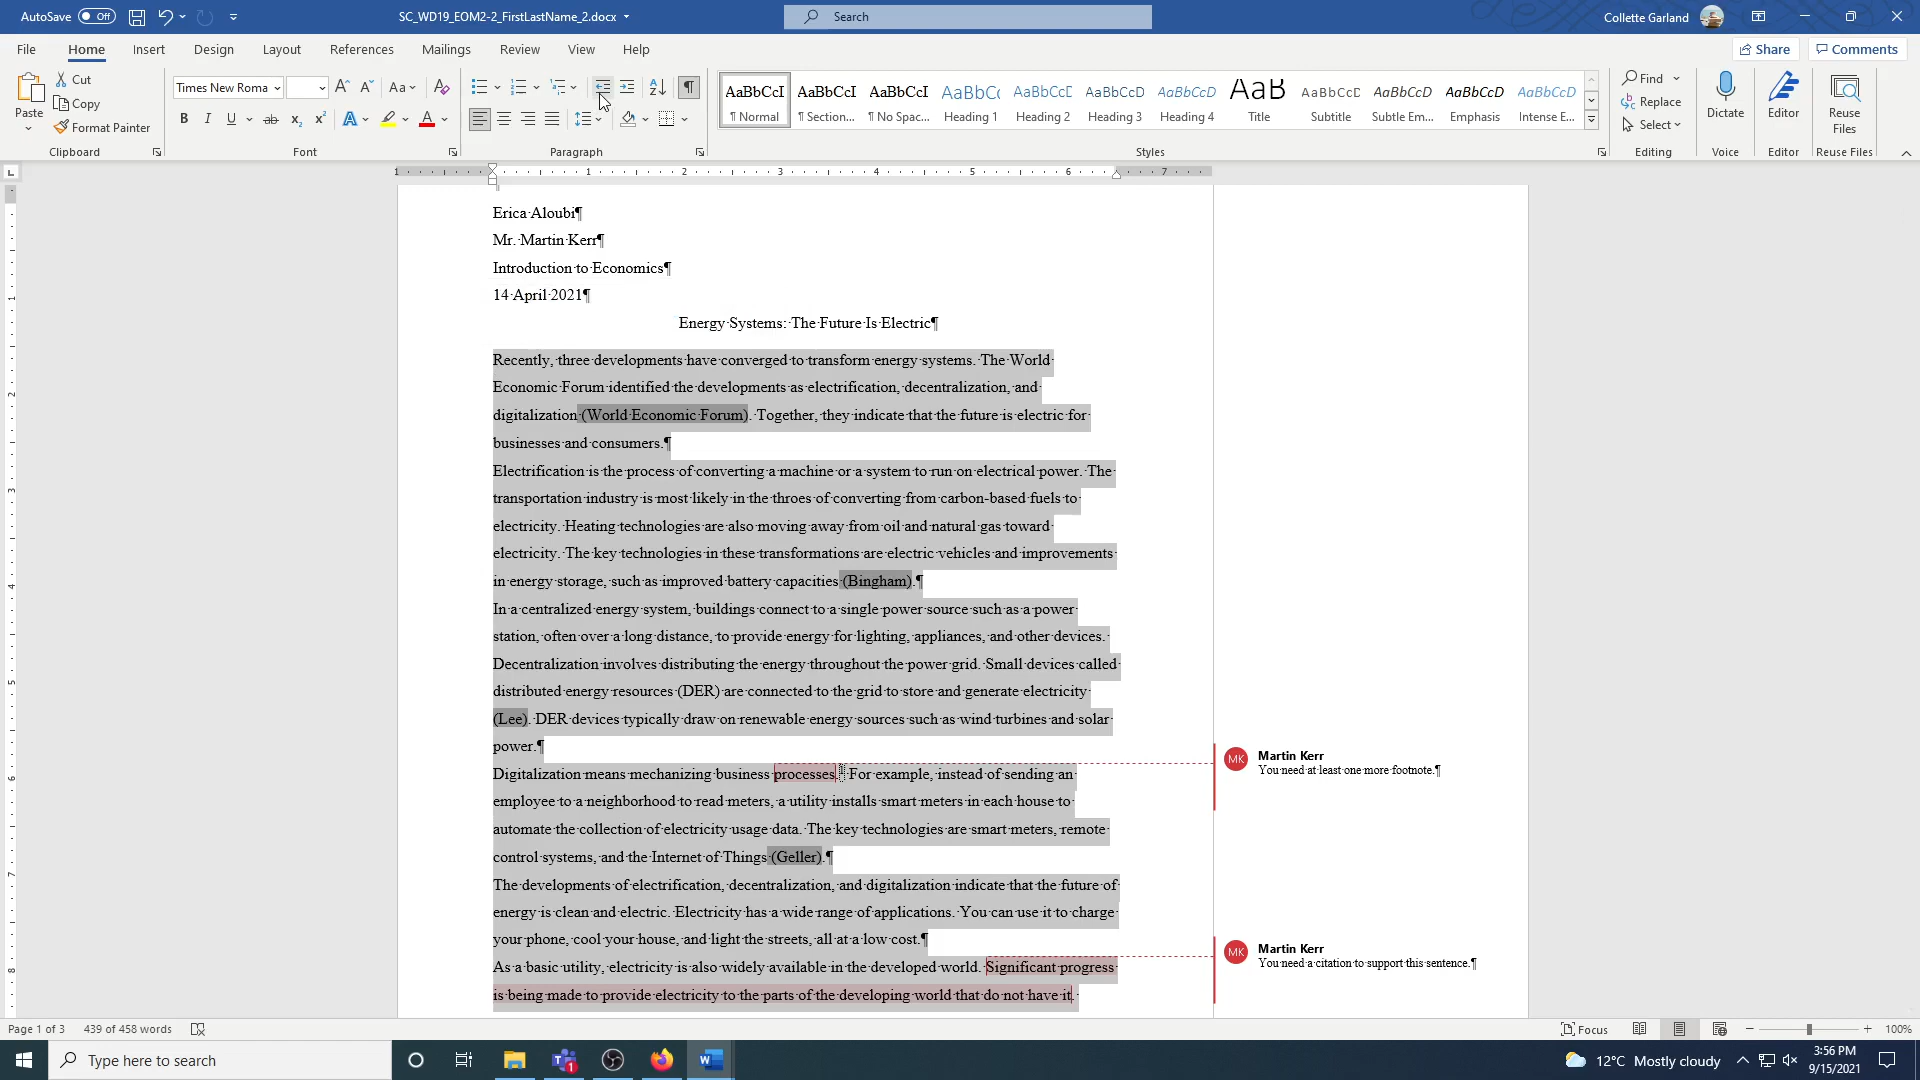 AutoSave Off SC_WD19_EOM2-2_FirstLastName_2.docx Search Collette Garland
File Home Insert Design Layout References Mailings Review View Help Share Comments
Paste Cut Copy Format Painter
Clipboard
Times New Roma
Font
Paragraph
AaBbCcI AaBbCcI AaBbCcI AaBbCc AaBbCcE AaBbCcD AaBbCcD AaB AaBbCcD AaBbCcD AaBbCcD AaBbCcD
¶ Normal ¶ Section... ¶ No Spac... Heading 1 Heading 2 Heading 3 Heading 4 Title Subtitle Subtle Em... Emphasis Intense E...
Styles
Find Replace Select
Editing
Dictate
Voice
Editor
Editor
Reuse Files
Reuse Files
1 1 2 3 4 5 6 7
Erica Aloubi¶
Mr. Martin Kerr¶
Introduction to Economics¶
14 April 2021¶
Energy Systems: The Future Is Electric¶
Recently, three developments have converged to transform energy systems. The World
Economic Forum identified the developments as electrification, decentralization, and
digitalization (World Economic Forum). Together, they indicate that the future is electric for
businesses and consumers.¶
Electrification is the process of converting a machine or a system to run on electrical power. The
transportation industry is most likely in the throes of converting from carbon-based fuels to
electricity. Heating technologies are also moving away from oil and natural gas toward
electricity. The key technologies in these transformations are electric vehicles and improvements
in energy storage, such as improved battery capacities (Bingham).¶
In a centralized energy system, buildings connect to a single power source such as a power
station, often over a long distance, to provide energy for lighting, appliances, and other devices.
Decentralization involves distributing the energy throughout the power grid. Small devices called
distributed energy resources (DER) are connected to the grid to store and generate electricity
(Lee). DER devices typically draw on renewable energy sources such as wind turbines and solar
power.¶
Digitalization means mechanizing business processes. For example, instead of sending an
employee to a neighborhood to read meters, a utility installs smart meters in each house to
automate the collection of electricity usage data. The key technologies are smart meters, remote
control systems, and the Internet of Things (Geller).¶
The developments of electrification, decentralization, and digitalization indicate that the future of
energy is clean and electric. Electricity has a wide range of applications. You can use it to charge
your phone, cool your house, and light the streets, all at a low cost.¶
As a basic utility, electricity is also widely available in the developed world. Significant progress
is being made to provide electricity to the parts of the developing world that do not have it.
MK Martin Kerr
You need at least one more footnote.¶
MK Martin Kerr
You need a citation to support this sentence.¶
Page 1 of 3 439 of 458 words Focus 100%
Type here to search 12°C Mostly cloudy 3:56 PM
9/15/2021